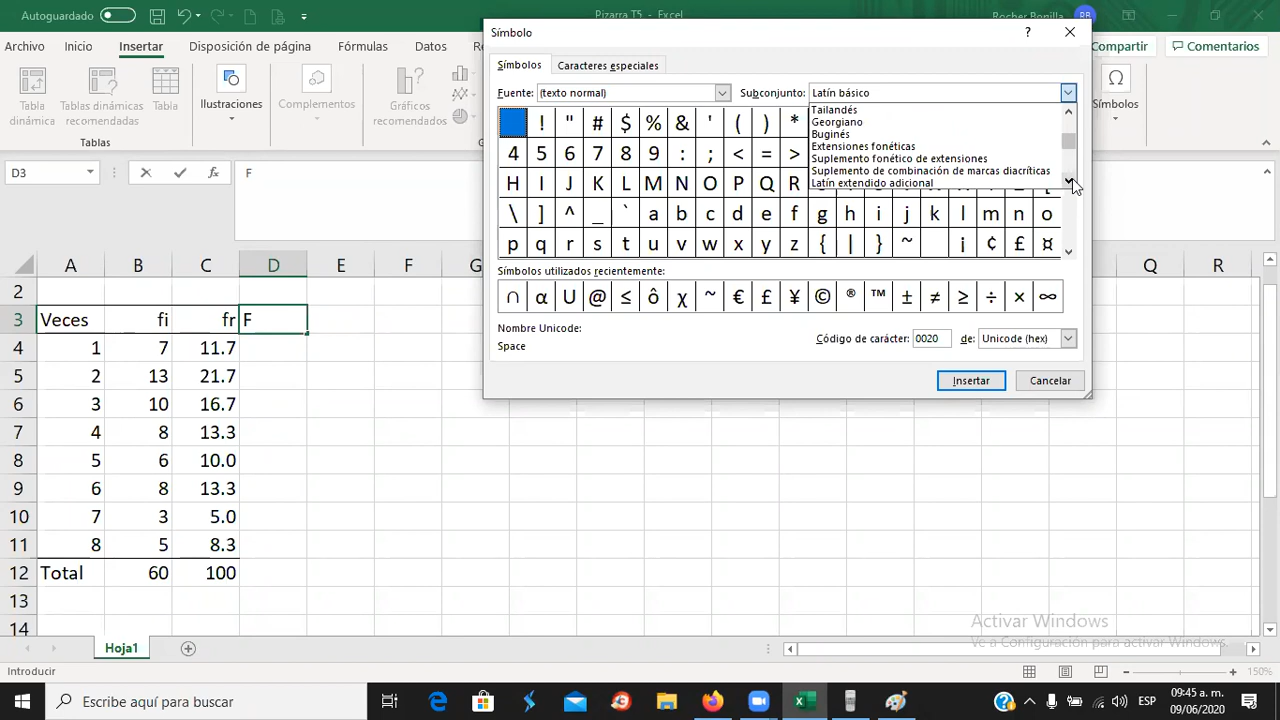 Autoguardado
Pizarra T5 - Excel
Rocher Bonilla
RB
Archivo
Inicio
Insertar
Disposición de página
Fórmulas
Datos
Compartir
Comentarios
Tabla dinámica
Tablas dinámicas recomendadas
Tabla
Tablas
Ilustraciones
Complementos
Gráficos recomendados
Símbolos
D3
fx
F
Símbolo
?
Símbolos
Caracteres especiales
Fuente: (texto normal)
Subconjunto: Latín básico
Tailandés
Georgiano
Buginés
Extensiones fonéticas
Suplemento fonético de extensiones
Suplemento de combinación de marcas diacríticas
Latín extendido adicional
! " # $ % & ' ( ) *
4 5 6 7 8 9 : ; < = >
H I J K L M N O P Q R
\ ] ^ _ ` a b c d e f g h i j k l m n o
p q r s t u v w x y z { | } ~ ¡ ¢ £ ¤
Símbolos utilizados recientemente:
∩ α U @ ≤ ô χ ~ € £ ¥ © ® ™ ± ≠ ≥ ÷ × ∞
Nombre Unicode:
Space
Código de carácter: 0020 de: Unicode (hex)
Insertar
Cancelar
A B C D E F G Q R
2
3 Veces fi fr F
4 1 7 11.7
5 2 13 21.7
6 3 10 16.7
7 4 8 13.3
8 5 6 10.0
9 6 8 13.3
10 7 3 5.0
11 8 5 8.3
12 Total 60 100
13
14
Activar Windows
Ve a Configuración para activar Windows.
Hoja1
Introducir
150%
Escribe aquí para buscar
ESP
09:45 a. m.
09/06/2020